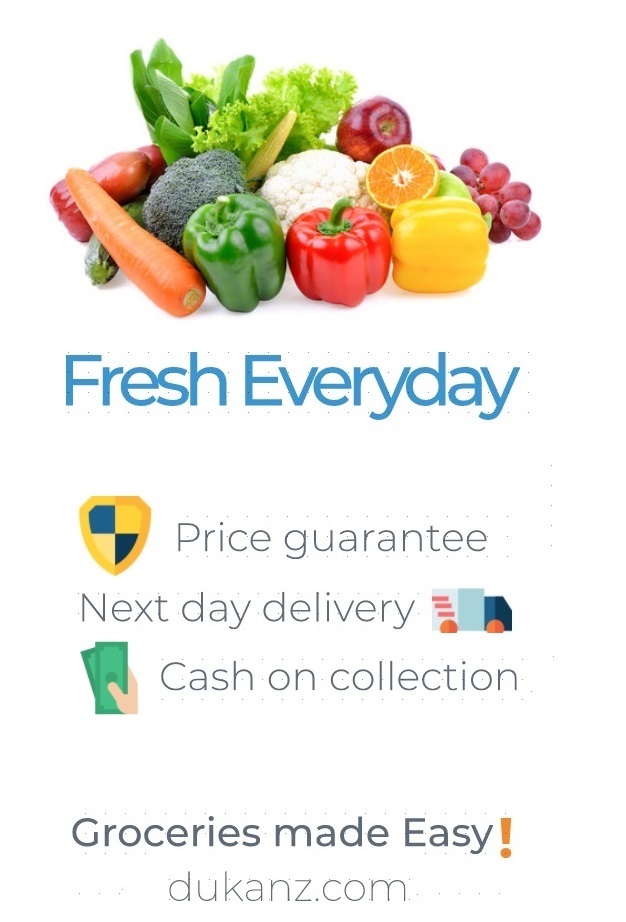 Fresh Everyday
Price guarantee
Next day delivery
Cash on collection
Groceries made Easy!
dukanz.com